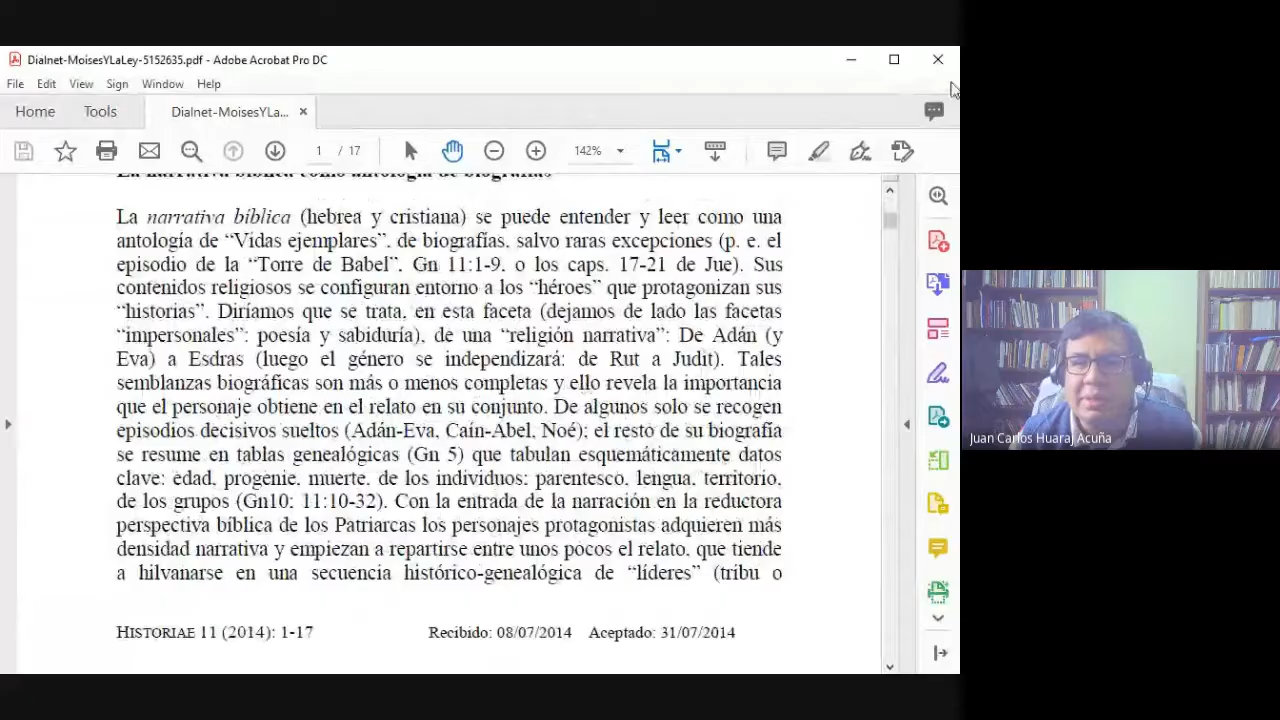 Dialnet-MoisesYLaLey-5152635.pdf - Adobe Acrobat Pro DC
File Edit View Sign Window Help
Home Tools Dialnet-MoisesYLa...
1 / 17 142%
La narrativa bíblica como antología de biografías
La narrativa bíblica (hebrea y cristiana) se puede entender y leer como una
antología de “Vidas ejemplares”, de biografías, salvo raras excepciones (p. e. el
episodio de la “Torre de Babel”, Gn 11:1-9, o los caps. 17-21 de Jue). Sus
contenidos religiosos se configuran entorno a los “héroes” que protagonizan sus
“historias”. Diríamos que se trata, en esta faceta (dejamos de lado las facetas
“impersonales”: poesía y sabiduría), de una “religión narrativa”: De Adán (y
Eva) a Esdras (luego el género se independizará: de Rut a Judit). Tales
semblanzas biográficas son más o menos completas y ello revela la importancia
que el personaje obtiene en el relato en su conjunto. De algunos solo se recogen
episodios decisivos sueltos (Adán-Eva, Caín-Abel, Noé); el resto de su biografía
se resume en tablas genealógicas (Gn 5) que tabulan esquemáticamente datos
clave: edad, progenie, muerte, de los individuos; parentesco, lengua, territorio,
de los grupos (Gn10; 11:10-32). Con la entrada de la narración en la reductora
perspectiva bíblica de los Patriarcas los personajes protagonistas adquieren más
densidad narrativa y empiezan a repartirse entre unos pocos el relato, que tiende
a hilvanarse en una secuencia histórico-genealógica de “líderes” (tribu o
HISTORIAE 11 (2014): 1-17 Recibido: 08/07/2014 Aceptado: 31/07/2014
Juan Carlos Huaraj Acuña